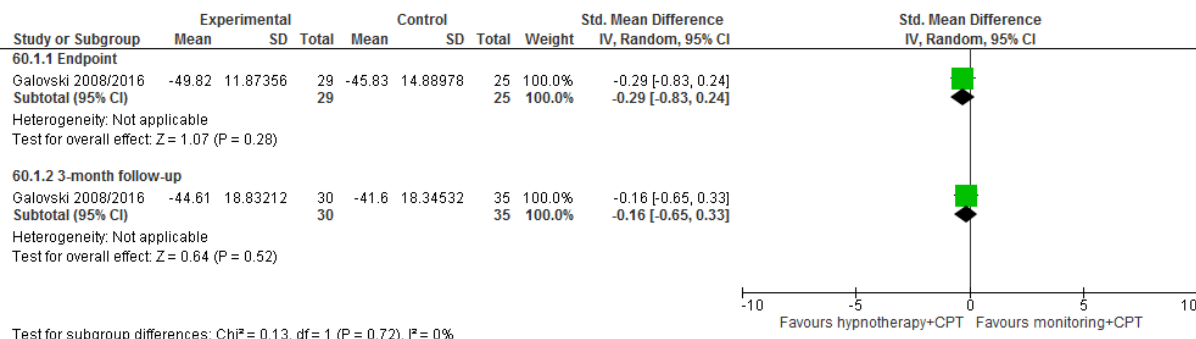 Experimental Control Std. Mean Difference Std. Mean Difference
Study or Subgroup Mean SD Total Mean SD Total Weight IV, Random, 95% CI IV, Random, 95% CI
60.1.1 Endpoint
Galovski 2008/2016 -49.82 11.87356 29 -45.83 14.88978 25 100.0% -0.29 [-0.83, 0.24]
Subtotal (95% CI) 29 25 100.0% -0.29 [-0.83, 0.24]
Heterogeneity: Not applicable
Test for overall effect: Z = 1.07 (P = 0.28)
60.1.2 3-month follow-up
Galovski 2008/2016 -44.61 18.83212 30 -41.6 18.34532 35 100.0% -0.16 [-0.65, 0.33]
Subtotal (95% CI) 30 35 100.0% -0.16 [-0.65, 0.33]
Heterogeneity: Not applicable
Test for overall effect: Z = 0.64 (P = 0.52)
-10 -5 0 5 10
Favours hypnotherapy+CPT Favours monitoring+CPT
Test for subgroup differences: Chi² = 0.13, df = 1 (P = 0.72), I² = 0%